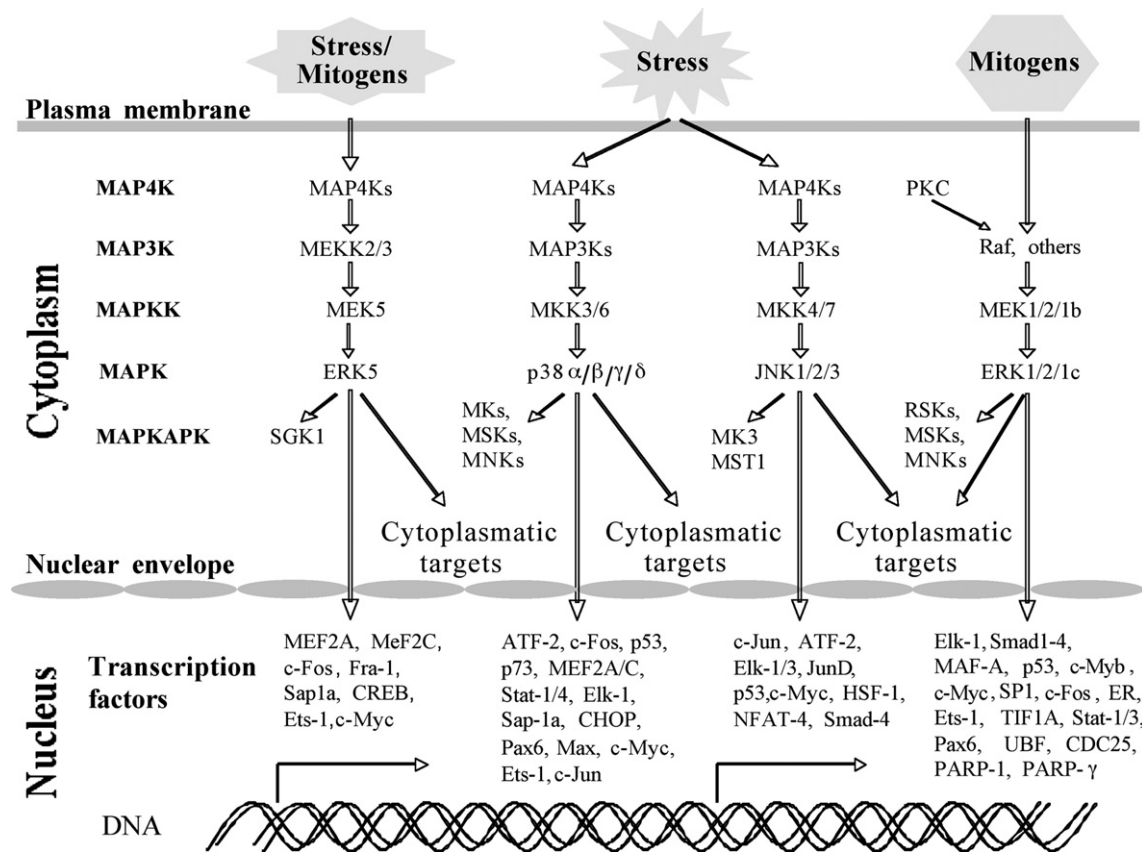 Stress/
Mitogens
Stress
Mitogens
Plasma membrane
Cytoplasm
MAP4K
MAP4Ks
MAP4Ks
MAP4Ks
PKC
MAP3K
MEKK2/3
MAP3Ks
MAP3Ks
Raf, others
MAPKK
MEK5
MKK3/6
MKK4/7
MEK1/2/1b
MAPK
ERK5
p38 α/β/γ/δ
JNK1/2/3
ERK1/2/1c
MAPKAPK
SGK1
MKs,
MSKs,
MNKs
MK3
MST1
RSKs,
MSKs,
MNKs
Cytoplasmatic
targets
Cytoplasmatic
targets
Cytoplasmatic
targets
Nuclear envelope
Nucleus
Transcription
factors
MEF2A, MeF2C,
c-Fos, Fra-1,
Sap1a, CREB,
Ets-1,c-Myc
ATF-2, c-Fos, p53,
p73, MEF2A/C,
Stat-1/4, Elk-1,
Sap-1a, CHOP,
Pax6, Max, c-Myc,
Ets-1, c-Jun
c-Jun, ATF-2,
Elk-1/3, JunD,
p53,c-Myc, HSF-1,
NFAT-4, Smad-4
Elk-1, Smad1-4,
MAF-A, p53, c-Myb,
c-Myc, SP1, c-Fos, ER,
Ets-1, TIF1A, Stat-1/3,
Pax6, UBF, CDC25,
PARP-1, PARP- γ
DNA